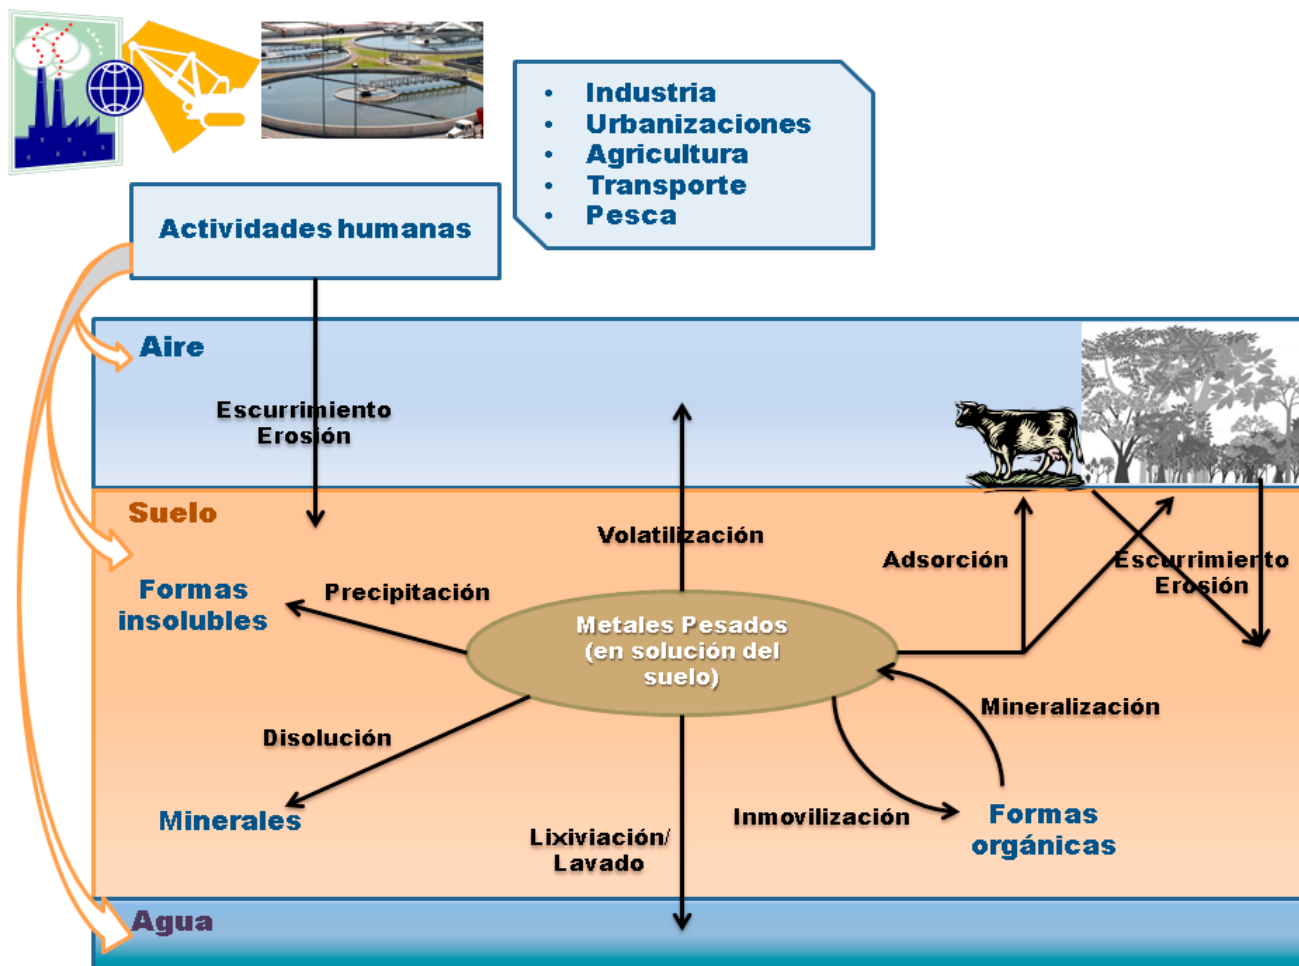 • Industria
• Urbanizaciones
• Agricultura
• Transporte
• Pesca
Actividades humanas
Aire
Escurrimiento
Erosión
Suelo
Volatilización
Adsorción
Escurrimiento
Erosión
Formas
insolubles
Precipitación
Metales Pesados
(en solución del
suelo)
Mineralización
Disolución
Minerales
Inmovilización
Formas
orgánicas
Lixiviación/
Lavado
Agua